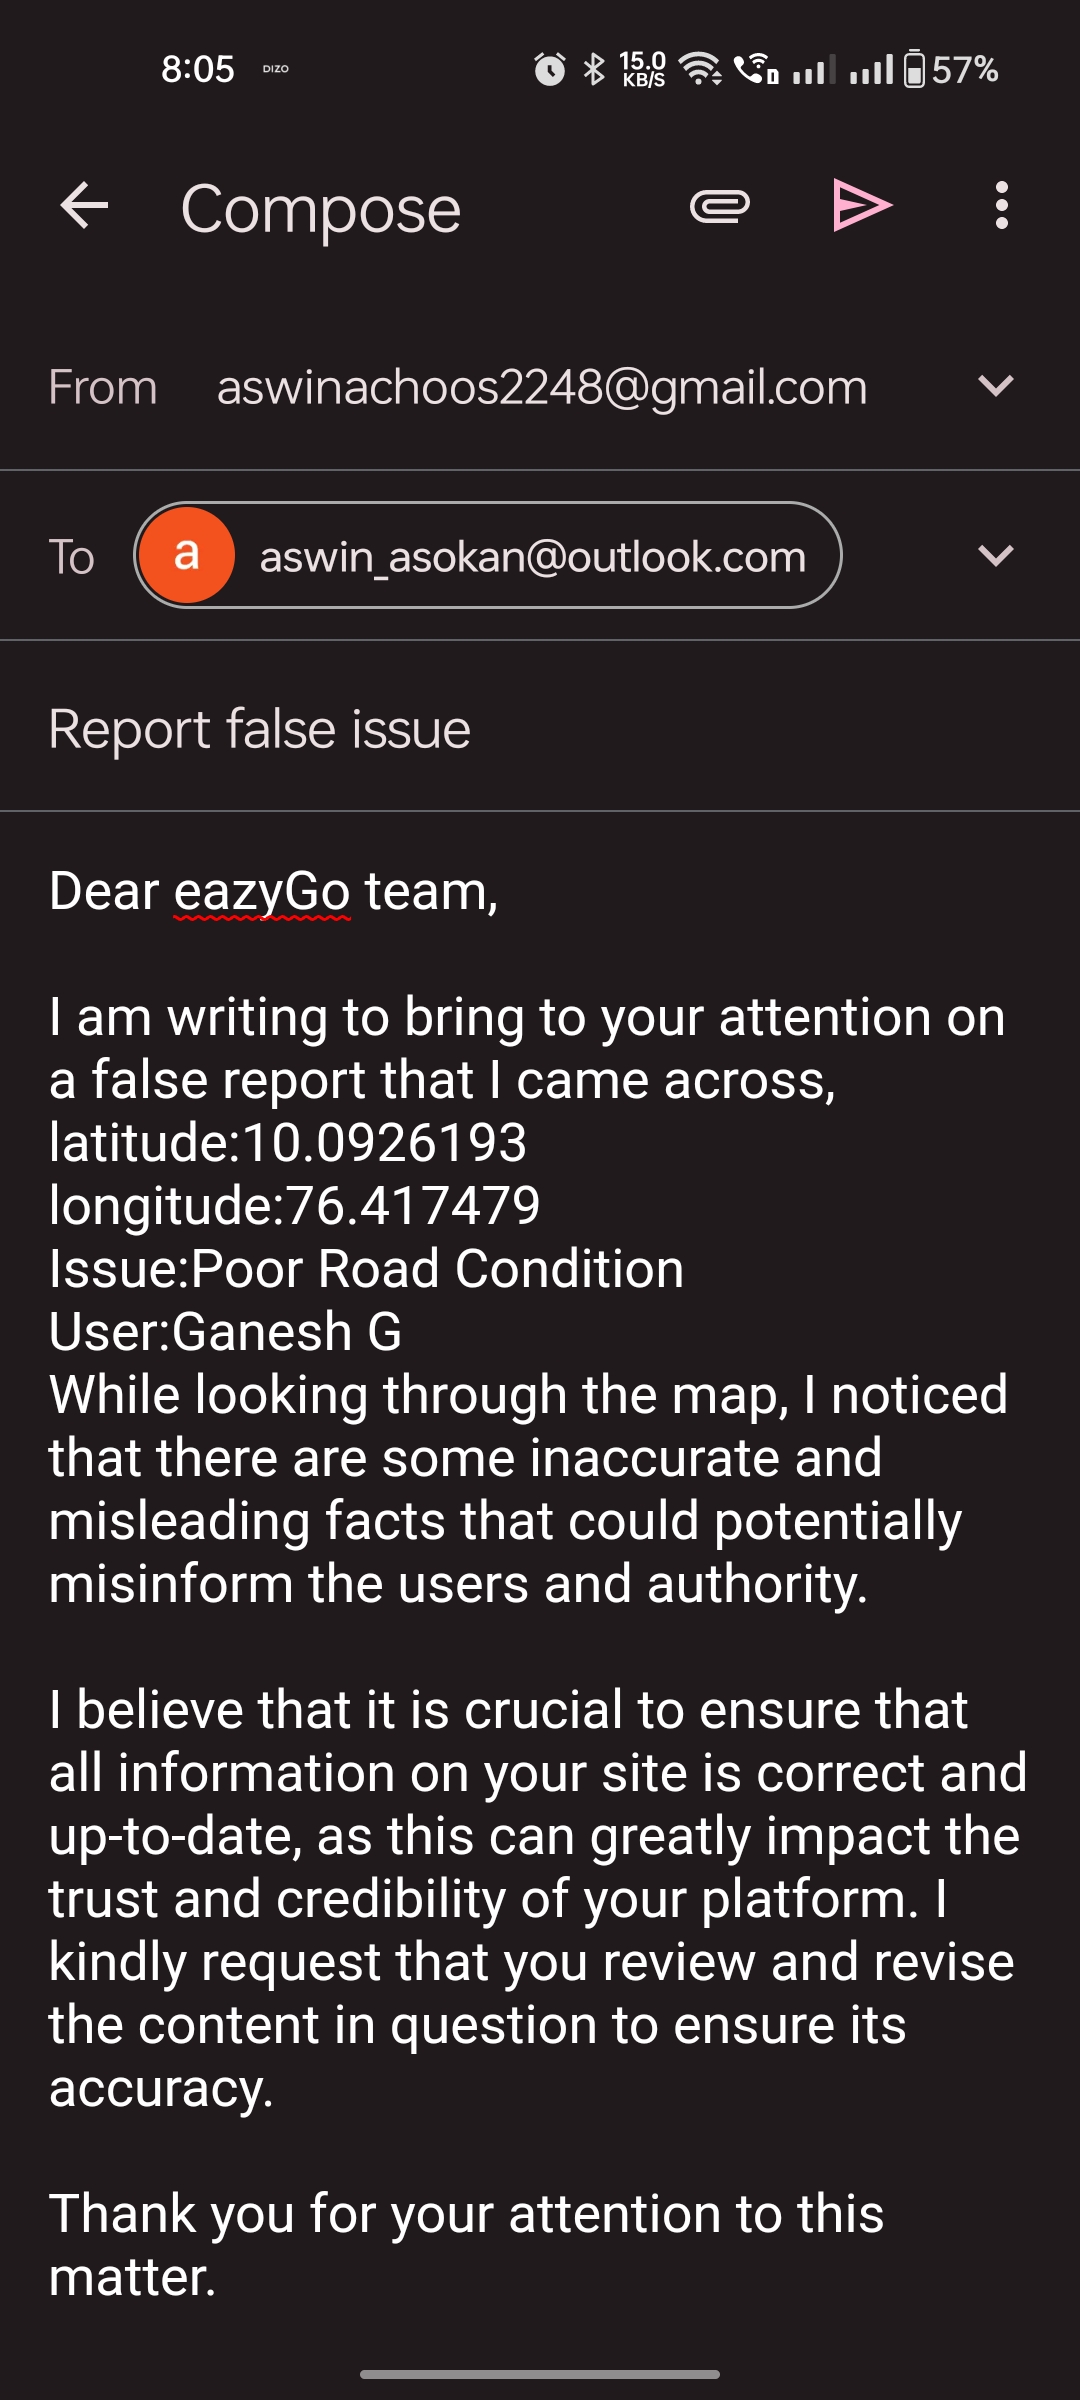 8:05 DIZO 15.0 KB/S 57%
Compose
From aswinachoos2248@gmail.com
To a aswin_asokan@outlook.com
Report false issue
Dear eazyGo team,
I am writing to bring to your attention on
a false report that I came across,
latitude:10.0926193
longitude:76.417479
Issue:Poor Road Condition
User:Ganesh G
While looking through the map, I noticed
that there are some inaccurate and
misleading facts that could potentially
misinform the users and authority.
I believe that it is crucial to ensure that
all information on your site is correct and
up-to-date, as this can greatly impact the
trust and credibility of your platform. I
kindly request that you review and revise
the content in question to ensure its
accuracy.
Thank you for your attention to this
matter.